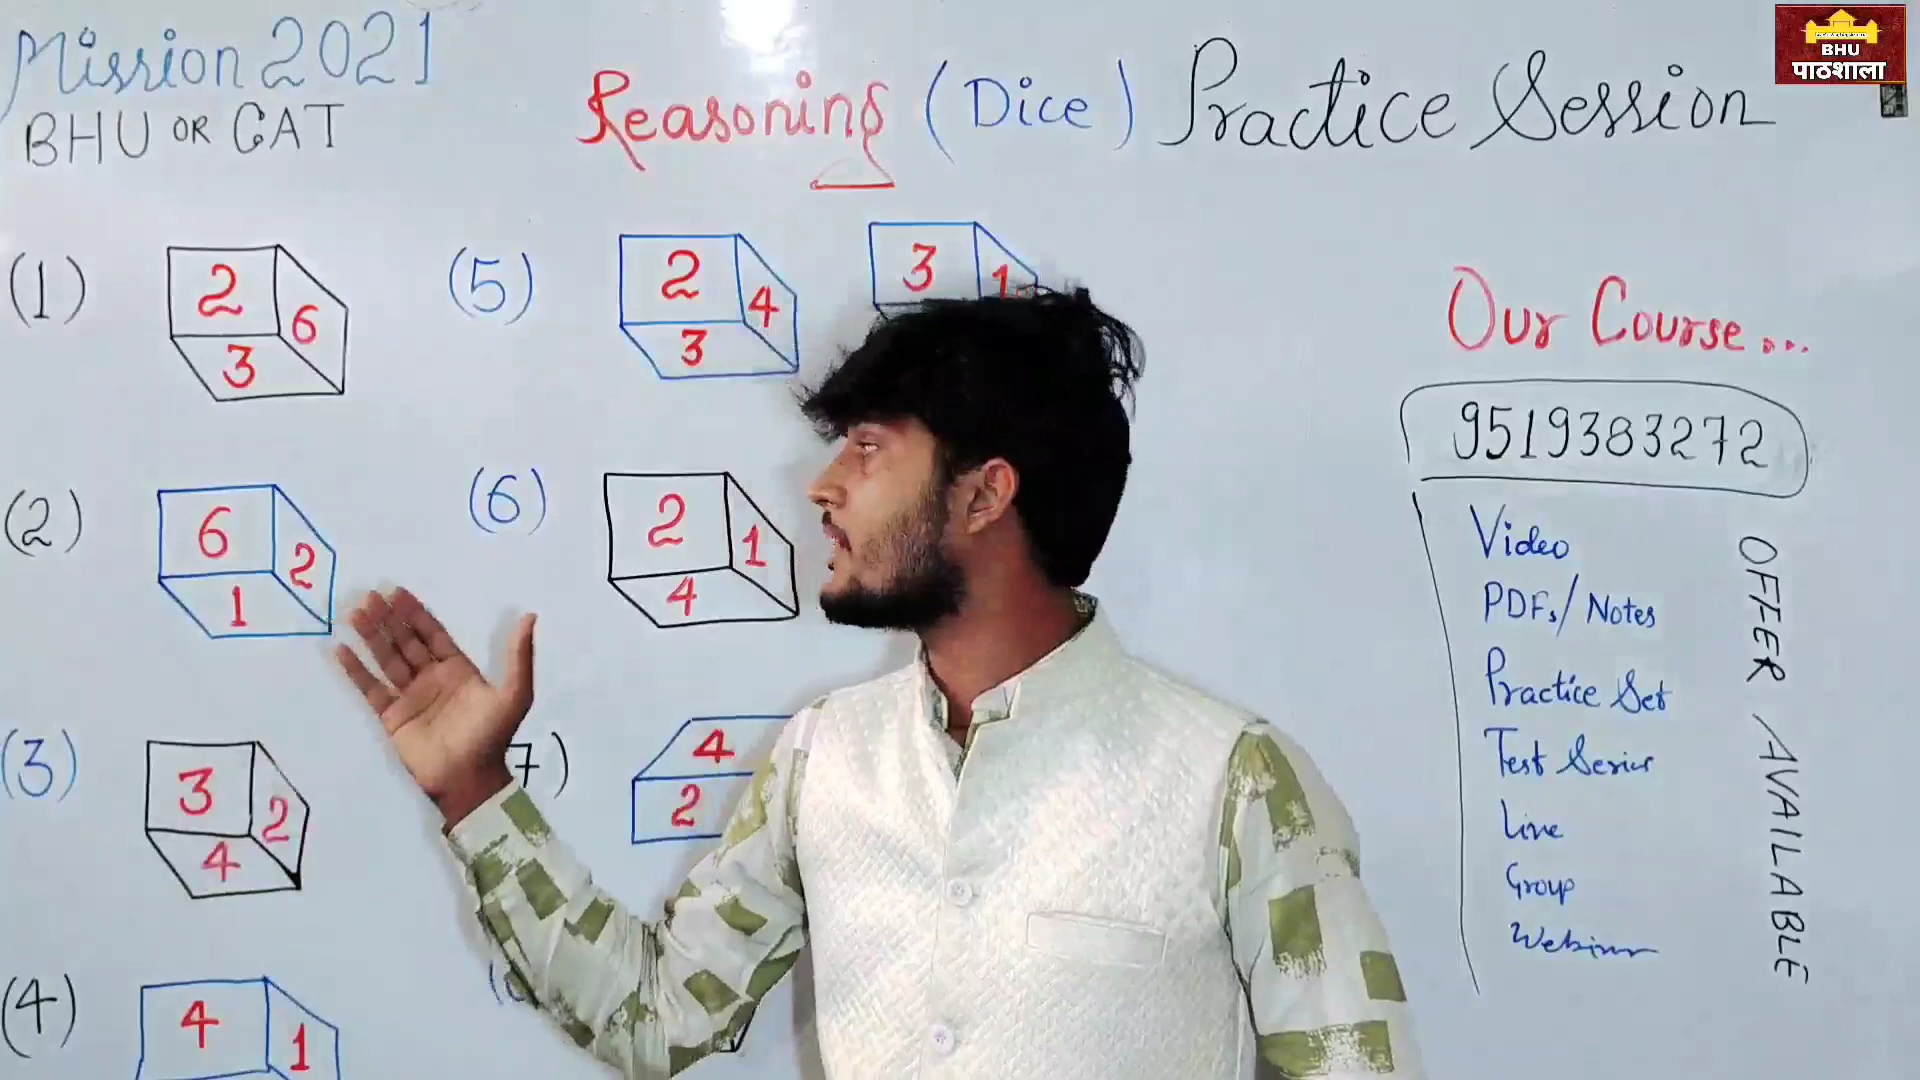 Mission 2021
BHU OR CAT
Reasoning (Dice) Practice Session
BHU
पाठशाला
(1)
2
6
3
(2)
6
2
1
(3)
3
2
4
(4)
4
1
(5)
2
4
3
3
1
(6)
2
1
4
7)
4
2
Our Course...
9519383272
Video
PDFs/Notes
Practice Set
Test Series
Live
Group
OFFER AVAILABLE